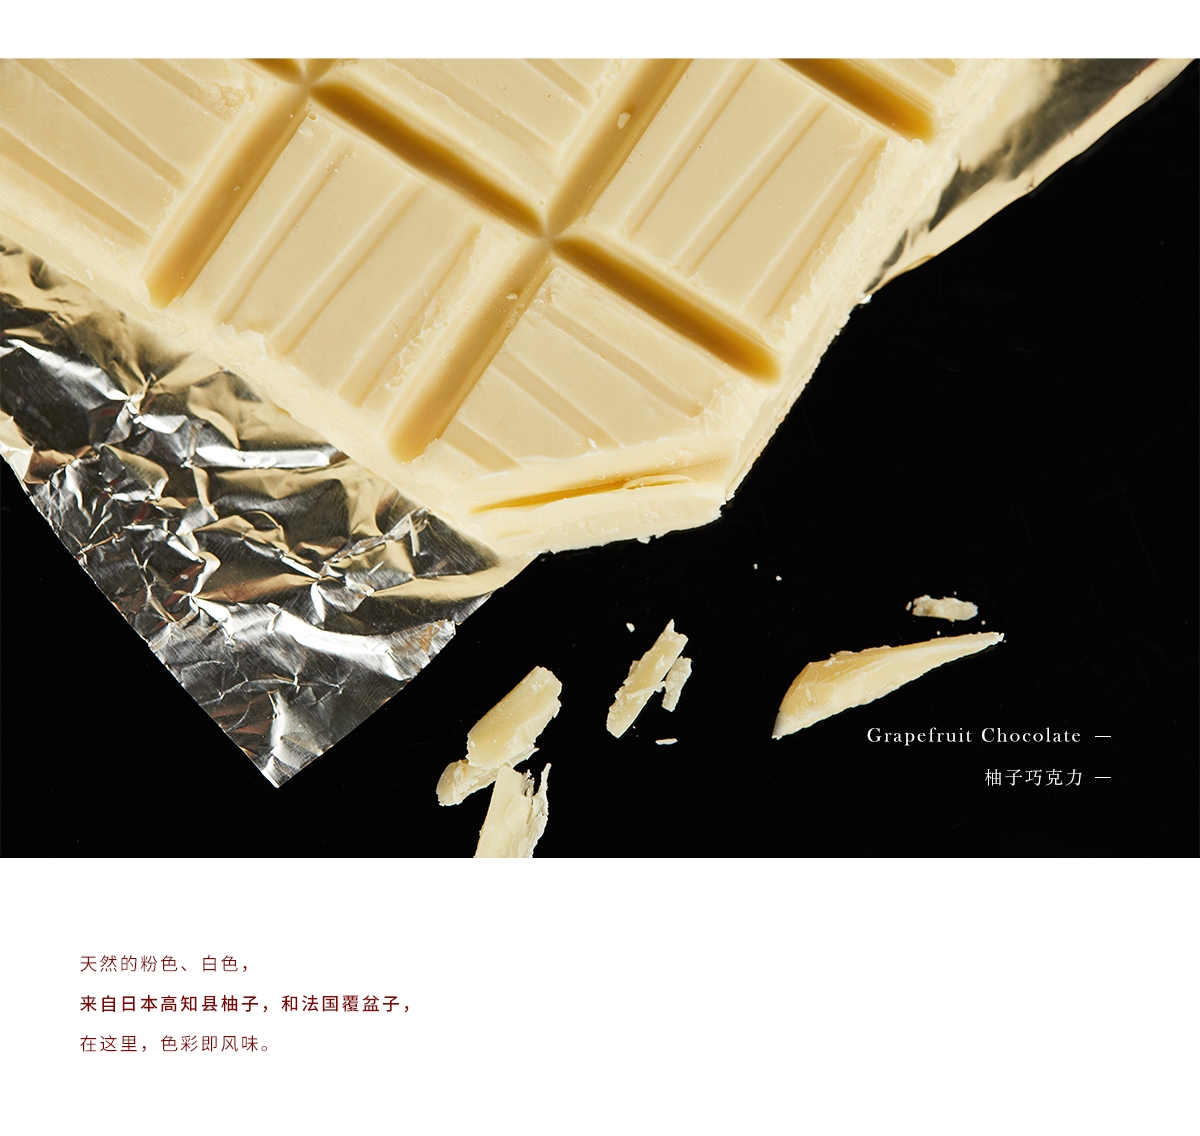 Grapefruit Chocolate —
柚子巧克力 —
天然的粉色、白色，
来自日本高知县柚子，和法国覆盆子，
在这里，色彩即风味。